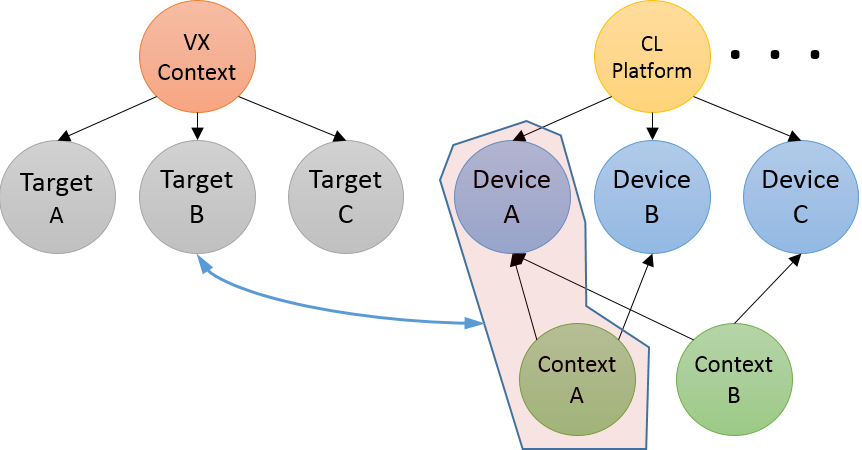 VX
Context
CL
Platform
Target
A
Target
B
Target
C
Device
A
Device
B
Device
C
Context
A
Context
B